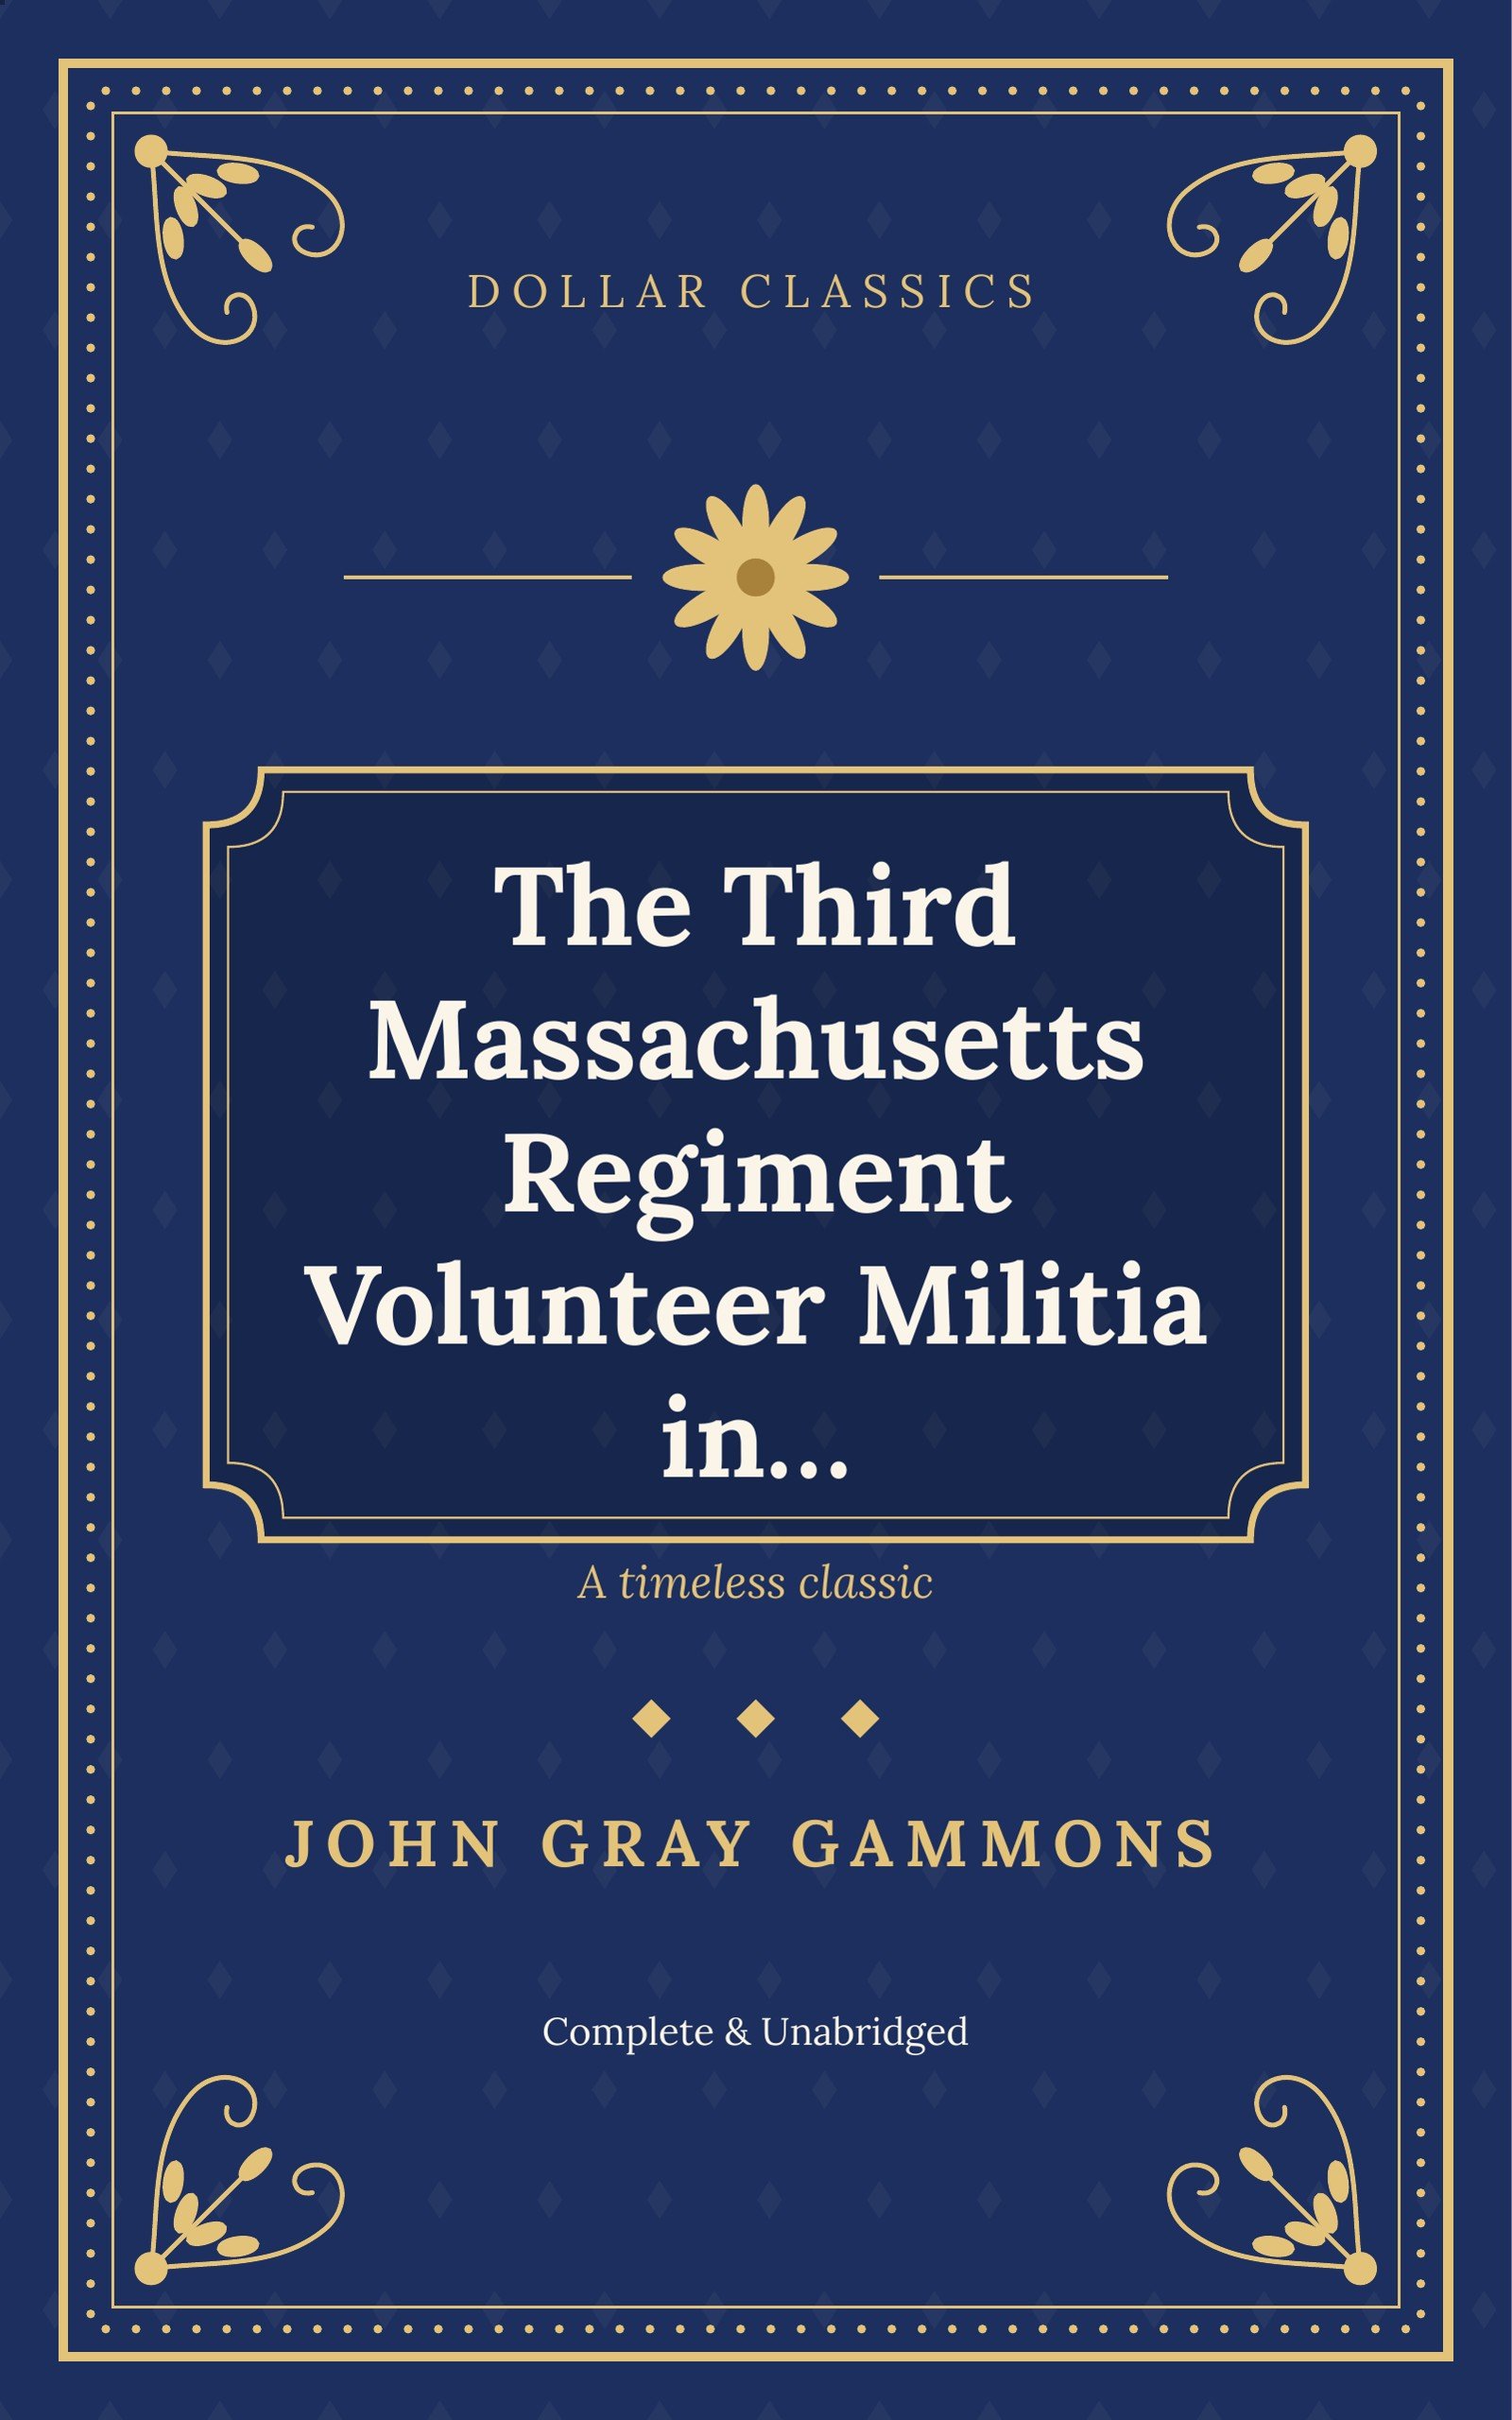 DOLLAR CLASSICS
The Third
Massachusetts
Regiment
Volunteer Militia
in...
A timeless classic
JOHN GRAY GAMMONS
Complete & Unabridged